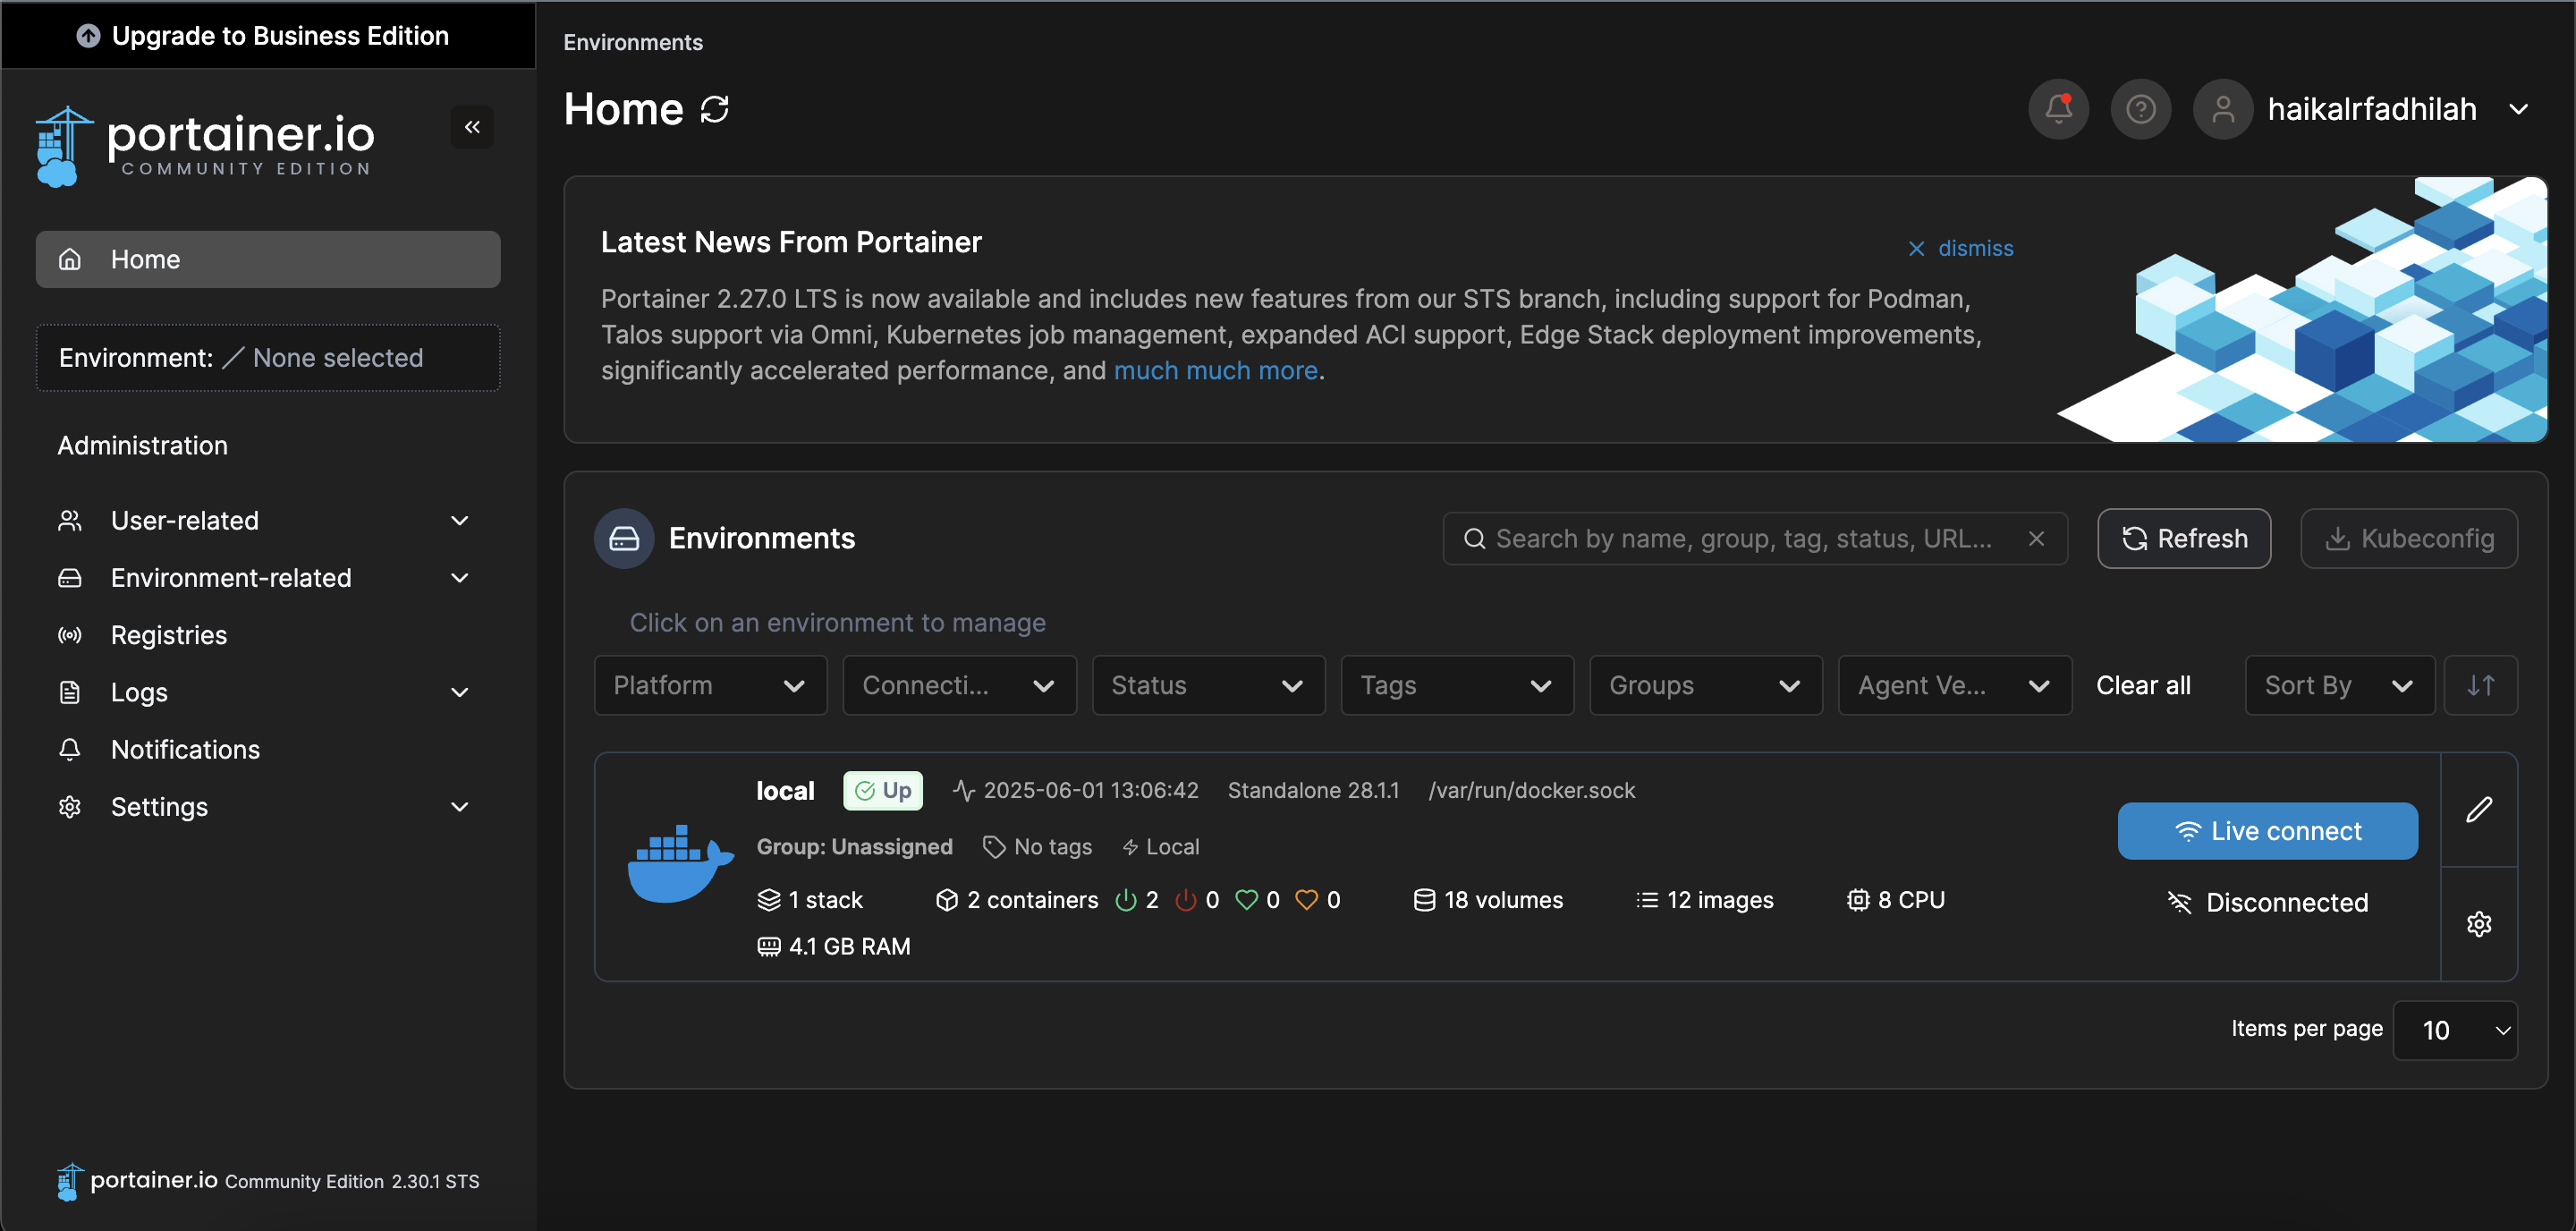 Upgrade to Business Edition
portainer.io
COMMUNITY EDITION
Home
Environment: None selected
Administration
User-related
Environment-related
Registries
Logs
Notifications
Settings
portainer.io Community Edition 2.30.1 STS
Environments
Home
haikalrfadhilah
Latest News From Portainer
dismiss
Portainer 2.27.0 LTS is now available and includes new features from our STS branch, including support for Podman,
Talos support via Omni, Kubernetes job management, expanded ACI support, Edge Stack deployment improvements,
significantly accelerated performance, and much much more.
Environments
Search by name, group, tag, status, URL...
Refresh
Kubeconfig
Click on an environment to manage
Platform
Connecti...
Status
Tags
Groups
Agent Ve...
Clear all
Sort By
local Up 2025-06-01 13:06:42 Standalone 28.1.1 /var/run/docker.sock
Group: Unassigned No tags Local
1 stack 2 containers 2 0 0 0 18 volumes 12 images 8 CPU
4.1 GB RAM
Live connect
Disconnected
Items per page 10